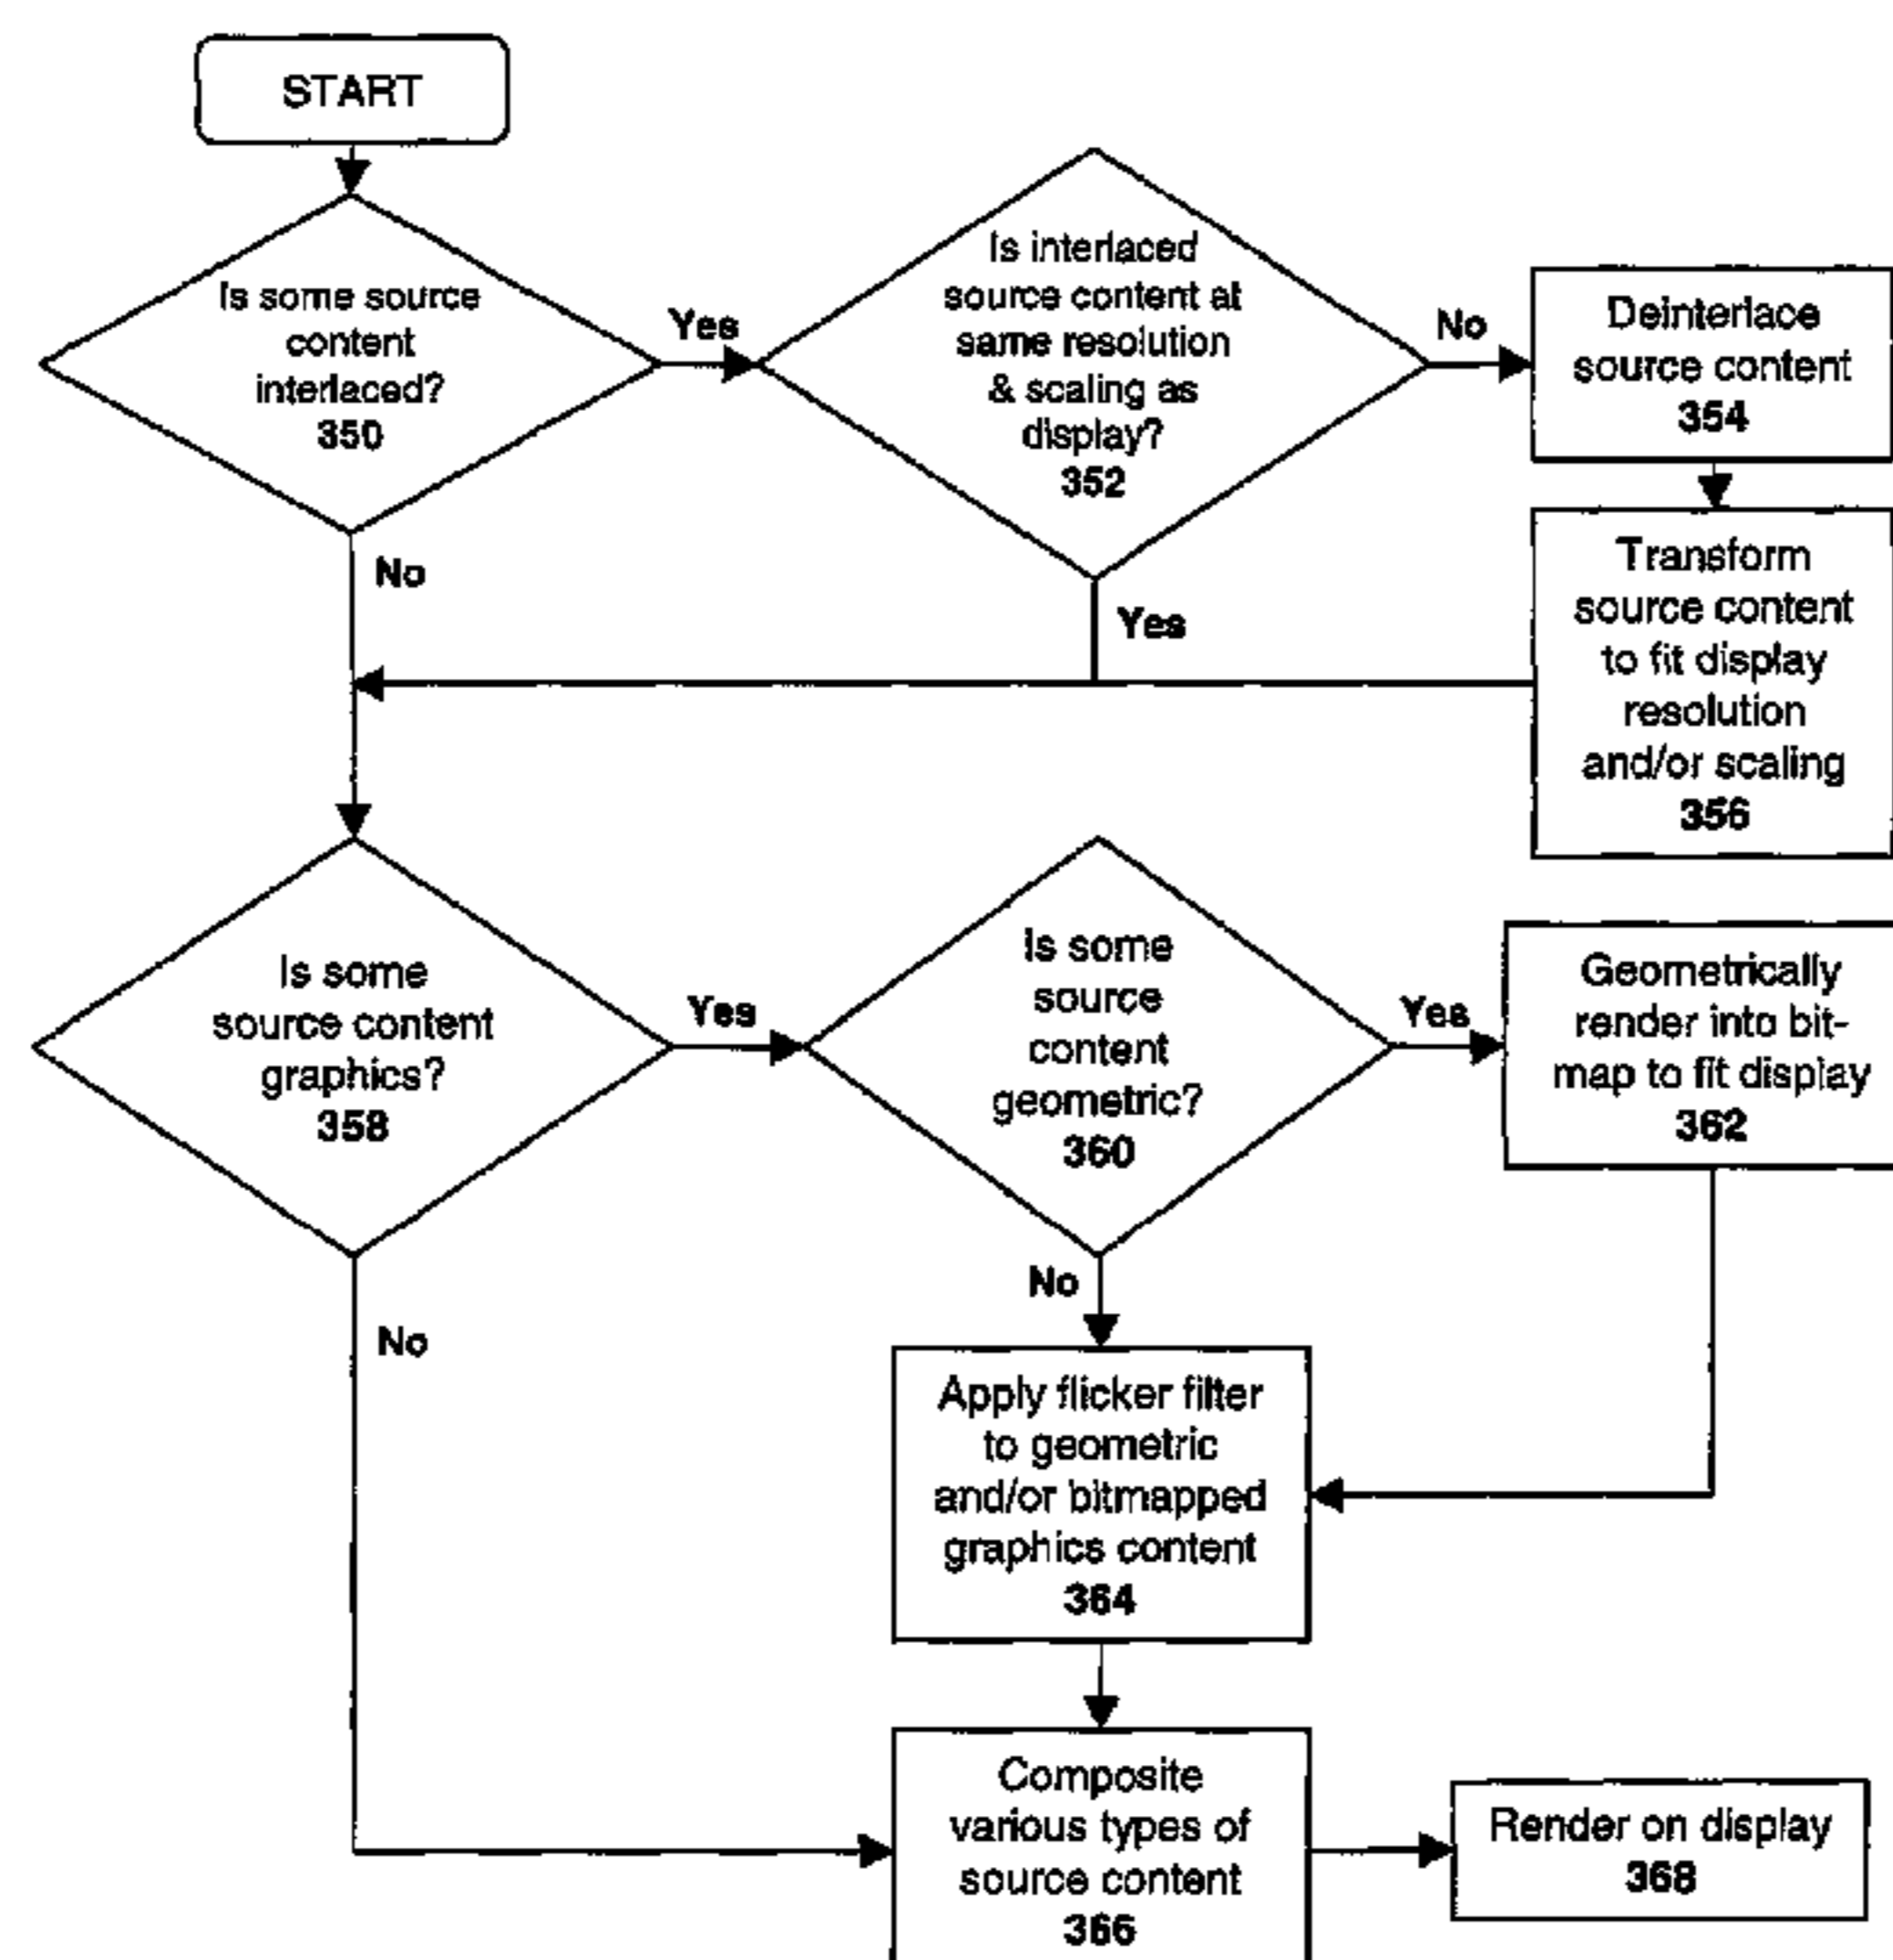 START
Is some source
content
interlaced?
350
Yes
No
Is interlaced
source content at
same resolution
& scaling as
display?
352
No
Yes
Deinterlace
source content
354
Transform
source content
to fit display
resolution
and/or scaling
356
Is some
source content
graphics?
358
Yes
No
Is some
source
content
geometric?
360
Yes
No
Geometrically
render into bit-
map to fit display
362
Apply flicker filter
to geometric
and/or bitmapped
graphics content
364
Composite
various types of
source content
366
Render on display
368